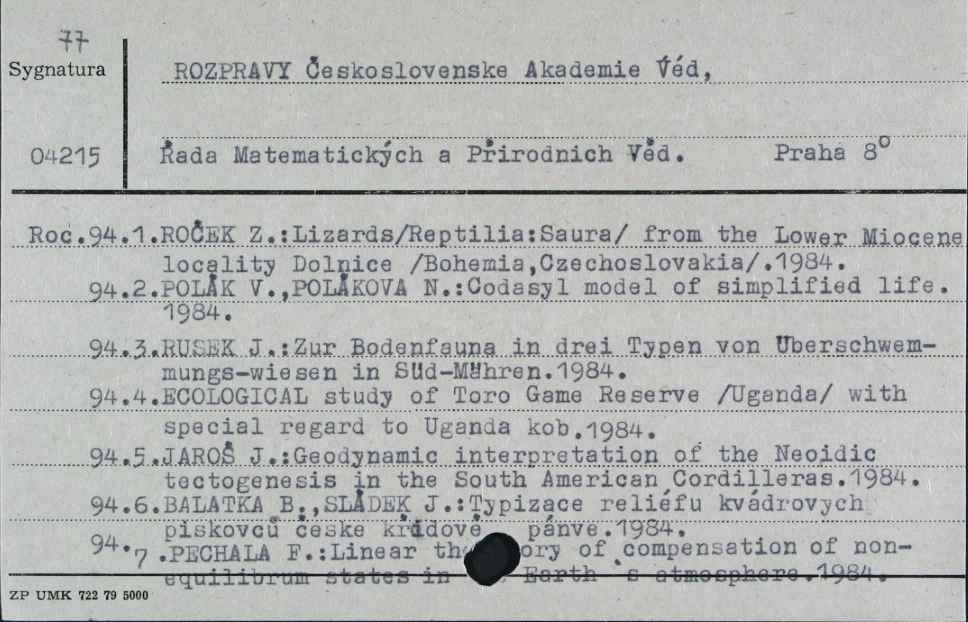 77
Sygnatura
ROZPRAVY Československe Akademie Véd,
04215
Řada Matematických a Přirodnich Věd. Praha 8°
Roc.94.1.ROČEK Z.:Lizards/Reptilia:Saura/ from the Lower Miocene
locality Dolnice /Bohemia,Czechoslovakia/.1984.
94.2.POLÁK V.,POLÁKOVA N.:Codasyl model of simplified life.
1984.
94.3.RUSEK J.:Zur Bodenfauna in drei Typen von Uberschwem-
mungs-wiesen in Süd-Mähren.1984.
94.4.ECOLOGICAL study of Toro Game Reserve /Uganda/ with
special regard to Uganda kob.1984.
94.5.JAROŠ J.:Geodynamic interpretation of the Neoidic
tectogenesis in the South American Cordilleras.1984.
94.6.BALATKA B.,SLÁDEK J.:Typizace reliéfu kvádrovych
piskovců česke křidově pánve.1984.
94.7.PECHALA F.:Linear theory of compensation of non-
equilibrum states in Earth's atmosphere.1984.
ZP UMK 722 79 5000